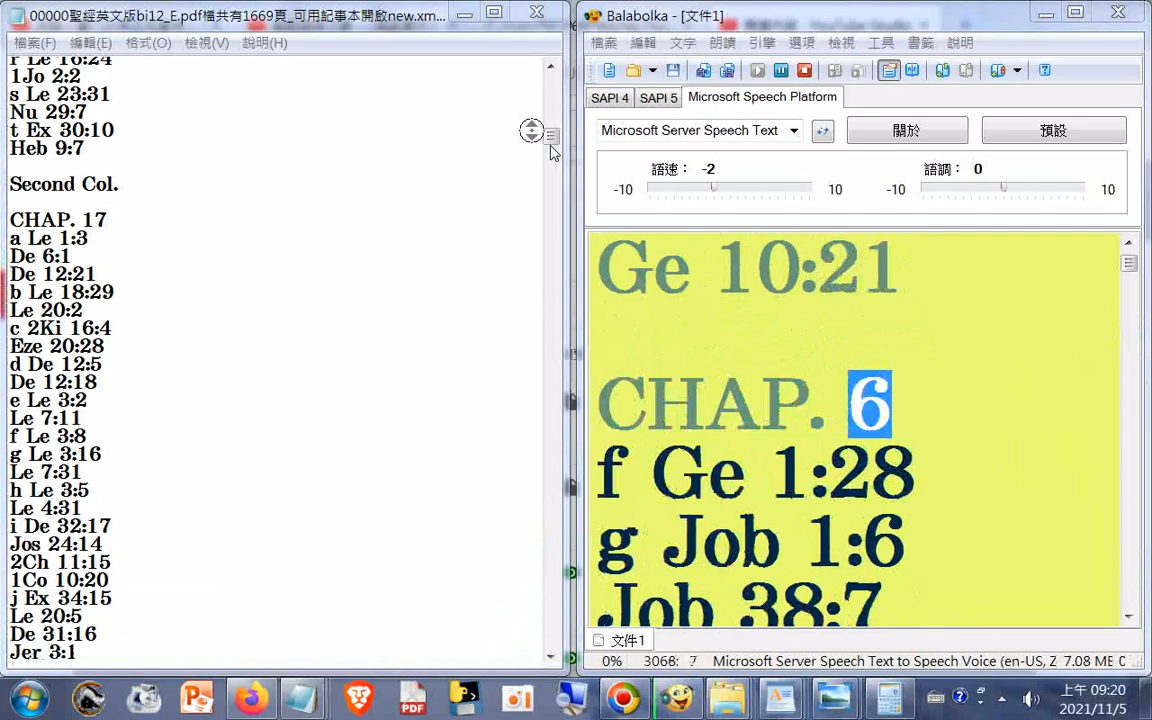 00000聖經英文版bi12_E.pdf檔共有1669頁_可用記事本開啟new.xm...
檔案(F) 編輯(E) 格式(O) 檢視(V) 說明(H)
r Le 16:24
1Jo 2:2
s Le 23:31
Nu 29:7
t Ex 30:10
Heb 9:7
Second Col.
CHAP. 17
a Le 1:3
De 6:1
De 12:21
b Le 18:29
Le 20:2
c 2Ki 16:4
Eze 20:28
d De 12:5
De 12:18
e Le 3:2
Le 7:11
f Le 3:8
g Le 3:16
Le 7:31
h Le 3:5
Le 4:31
i De 32:17
Jos 24:14
2Ch 11:15
1Co 10:20
j Ex 34:15
Le 20:5
De 31:16
Jer 3:1
Balabolka - [文件1]
檔案 編輯 文字 朗讀 引擎 選項 檢視 工具 書籤 說明
SAPI 4 SAPI 5 Microsoft Speech Platform
Microsoft Server Speech Text 關於 預設
語速： -2 語調： 0
-10 10 -10 10
Ge 10:21
CHAP. 6
f Ge 1:28
g Job 1:6
Job 38:7
文件1
0% 3068: 7 Microsoft Server Speech Text to Speech Voice (en-US, Z 7.08 ME
PDF
上午 09:20
2021/11/5